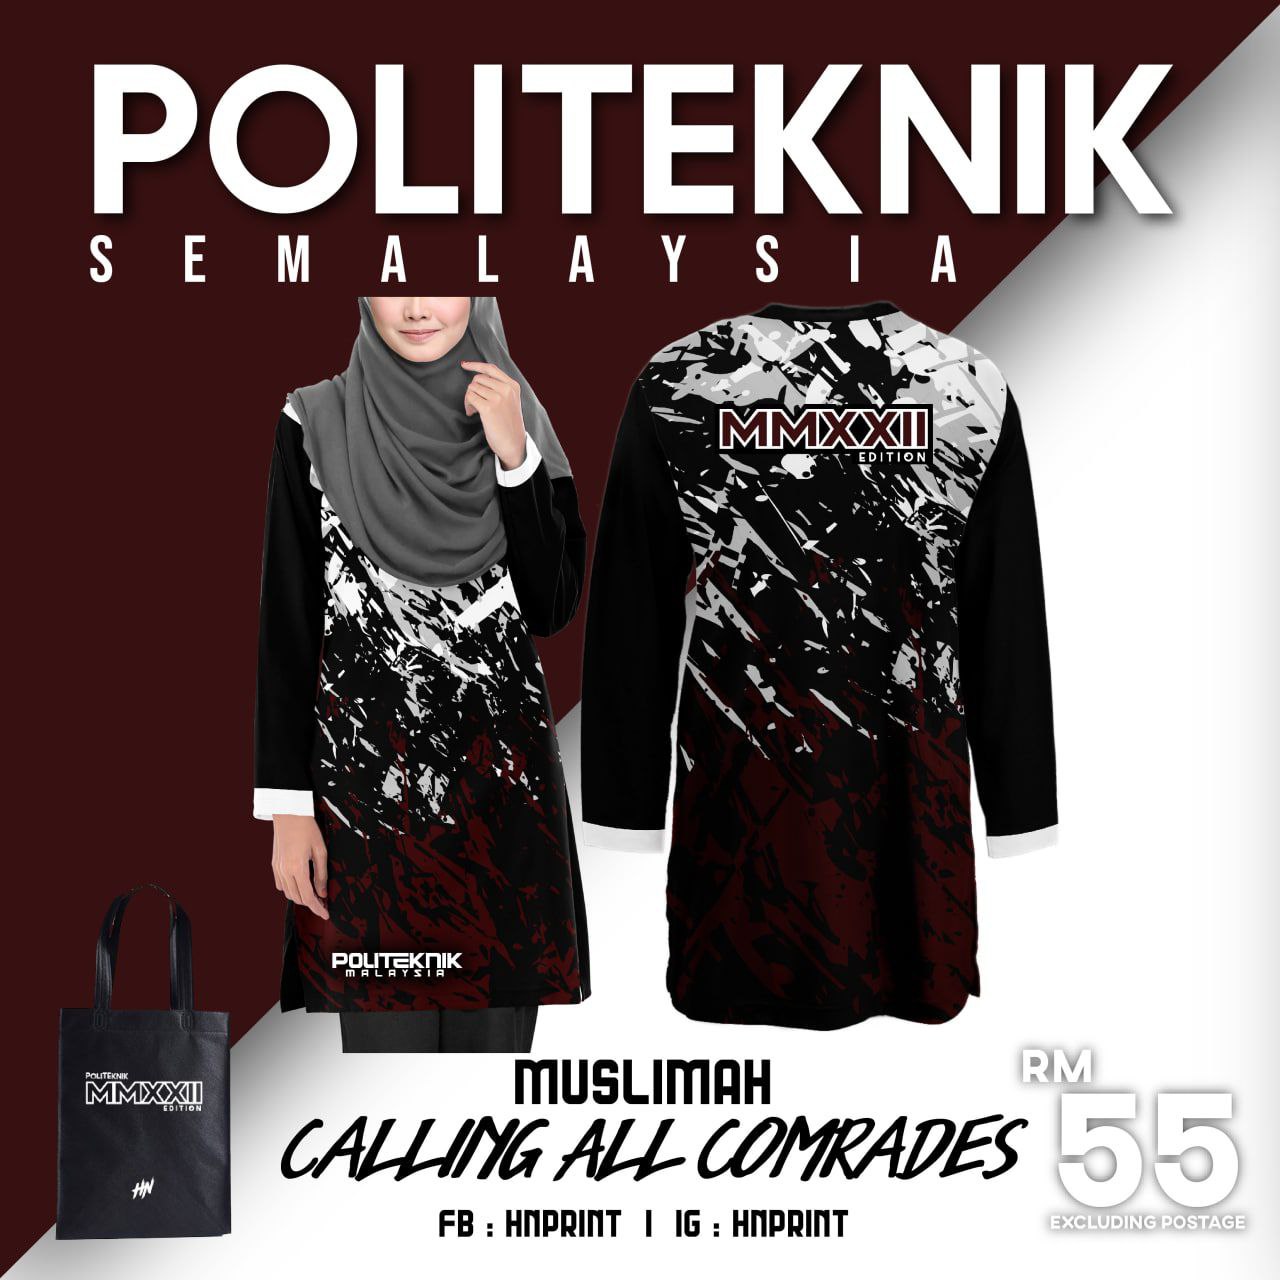 POLITEKNIK
SEMALAYSIA
MMXXII
EDITION
POLITEKNIK
MALAYSIA
POLITEKNIK
MMXXII
EDITION
HN
MUSLIMAH
CALLING ALL COMRADES
FB : HNPRINT I IG : HNPRINT
RM
55
EXCLUDING POSTAGE